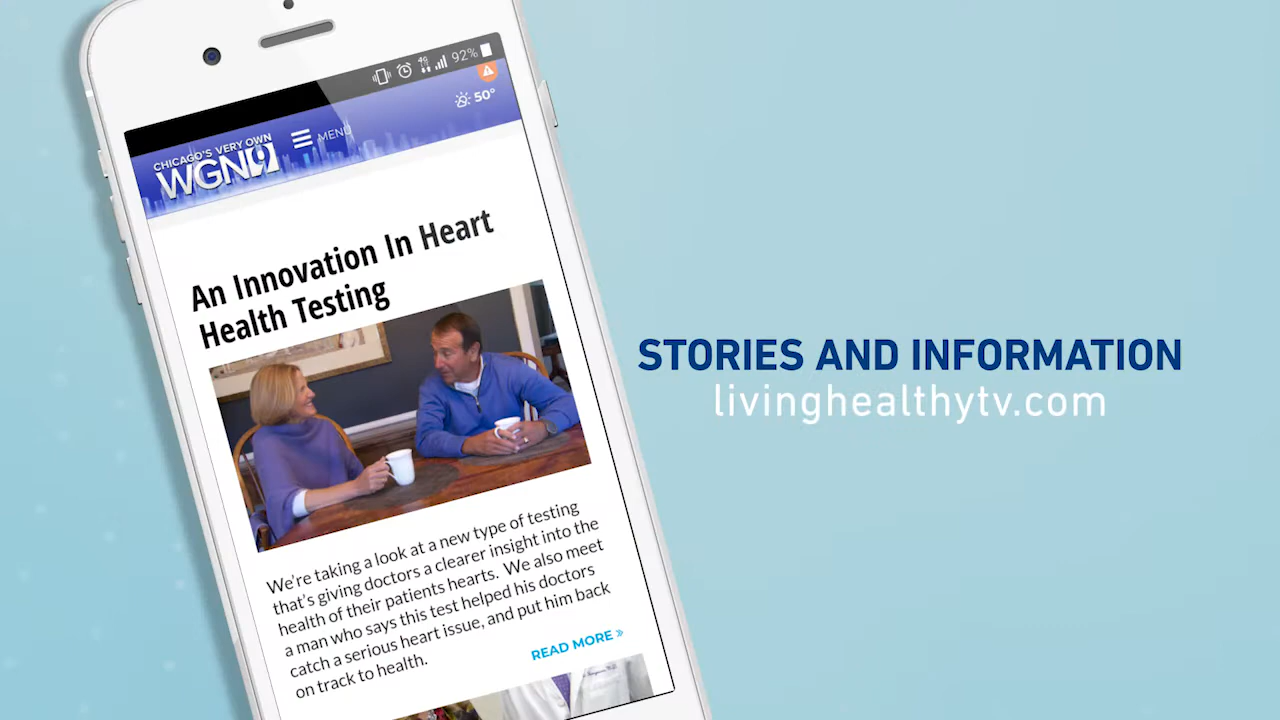 4G
92%
50°
CHICAGO'S VERY OWN
WGN9
MENU
An Innovation In Heart
Health Testing
We're taking a look at a new type of testing
that's giving doctors a clearer insight into the
health of their patients hearts. We also meet
a man who says this test helped his doctors
catch a serious heart issue, and put him back
on track to health.
READ MORE »
STORIES AND INFORMATION
livinghealthytv.com